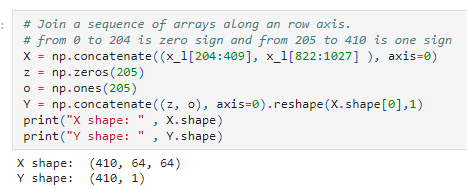 :
# Join a sequence of arrays along an row axis.
# from 0 to 204 is zero sign and from 205 to 410 is one sign
X = np.concatenate((x_l[204:409], x_l[822:1027] ), axis=0)
z = np.zeros(205)
o = np.ones(205)
Y = np.concatenate((z, o), axis=0).reshape(X.shape[0],1)
print("X shape: " , X.shape)
print("Y shape: " , Y.shape)
X shape:  (410, 64, 64)
Y shape:  (410, 1)